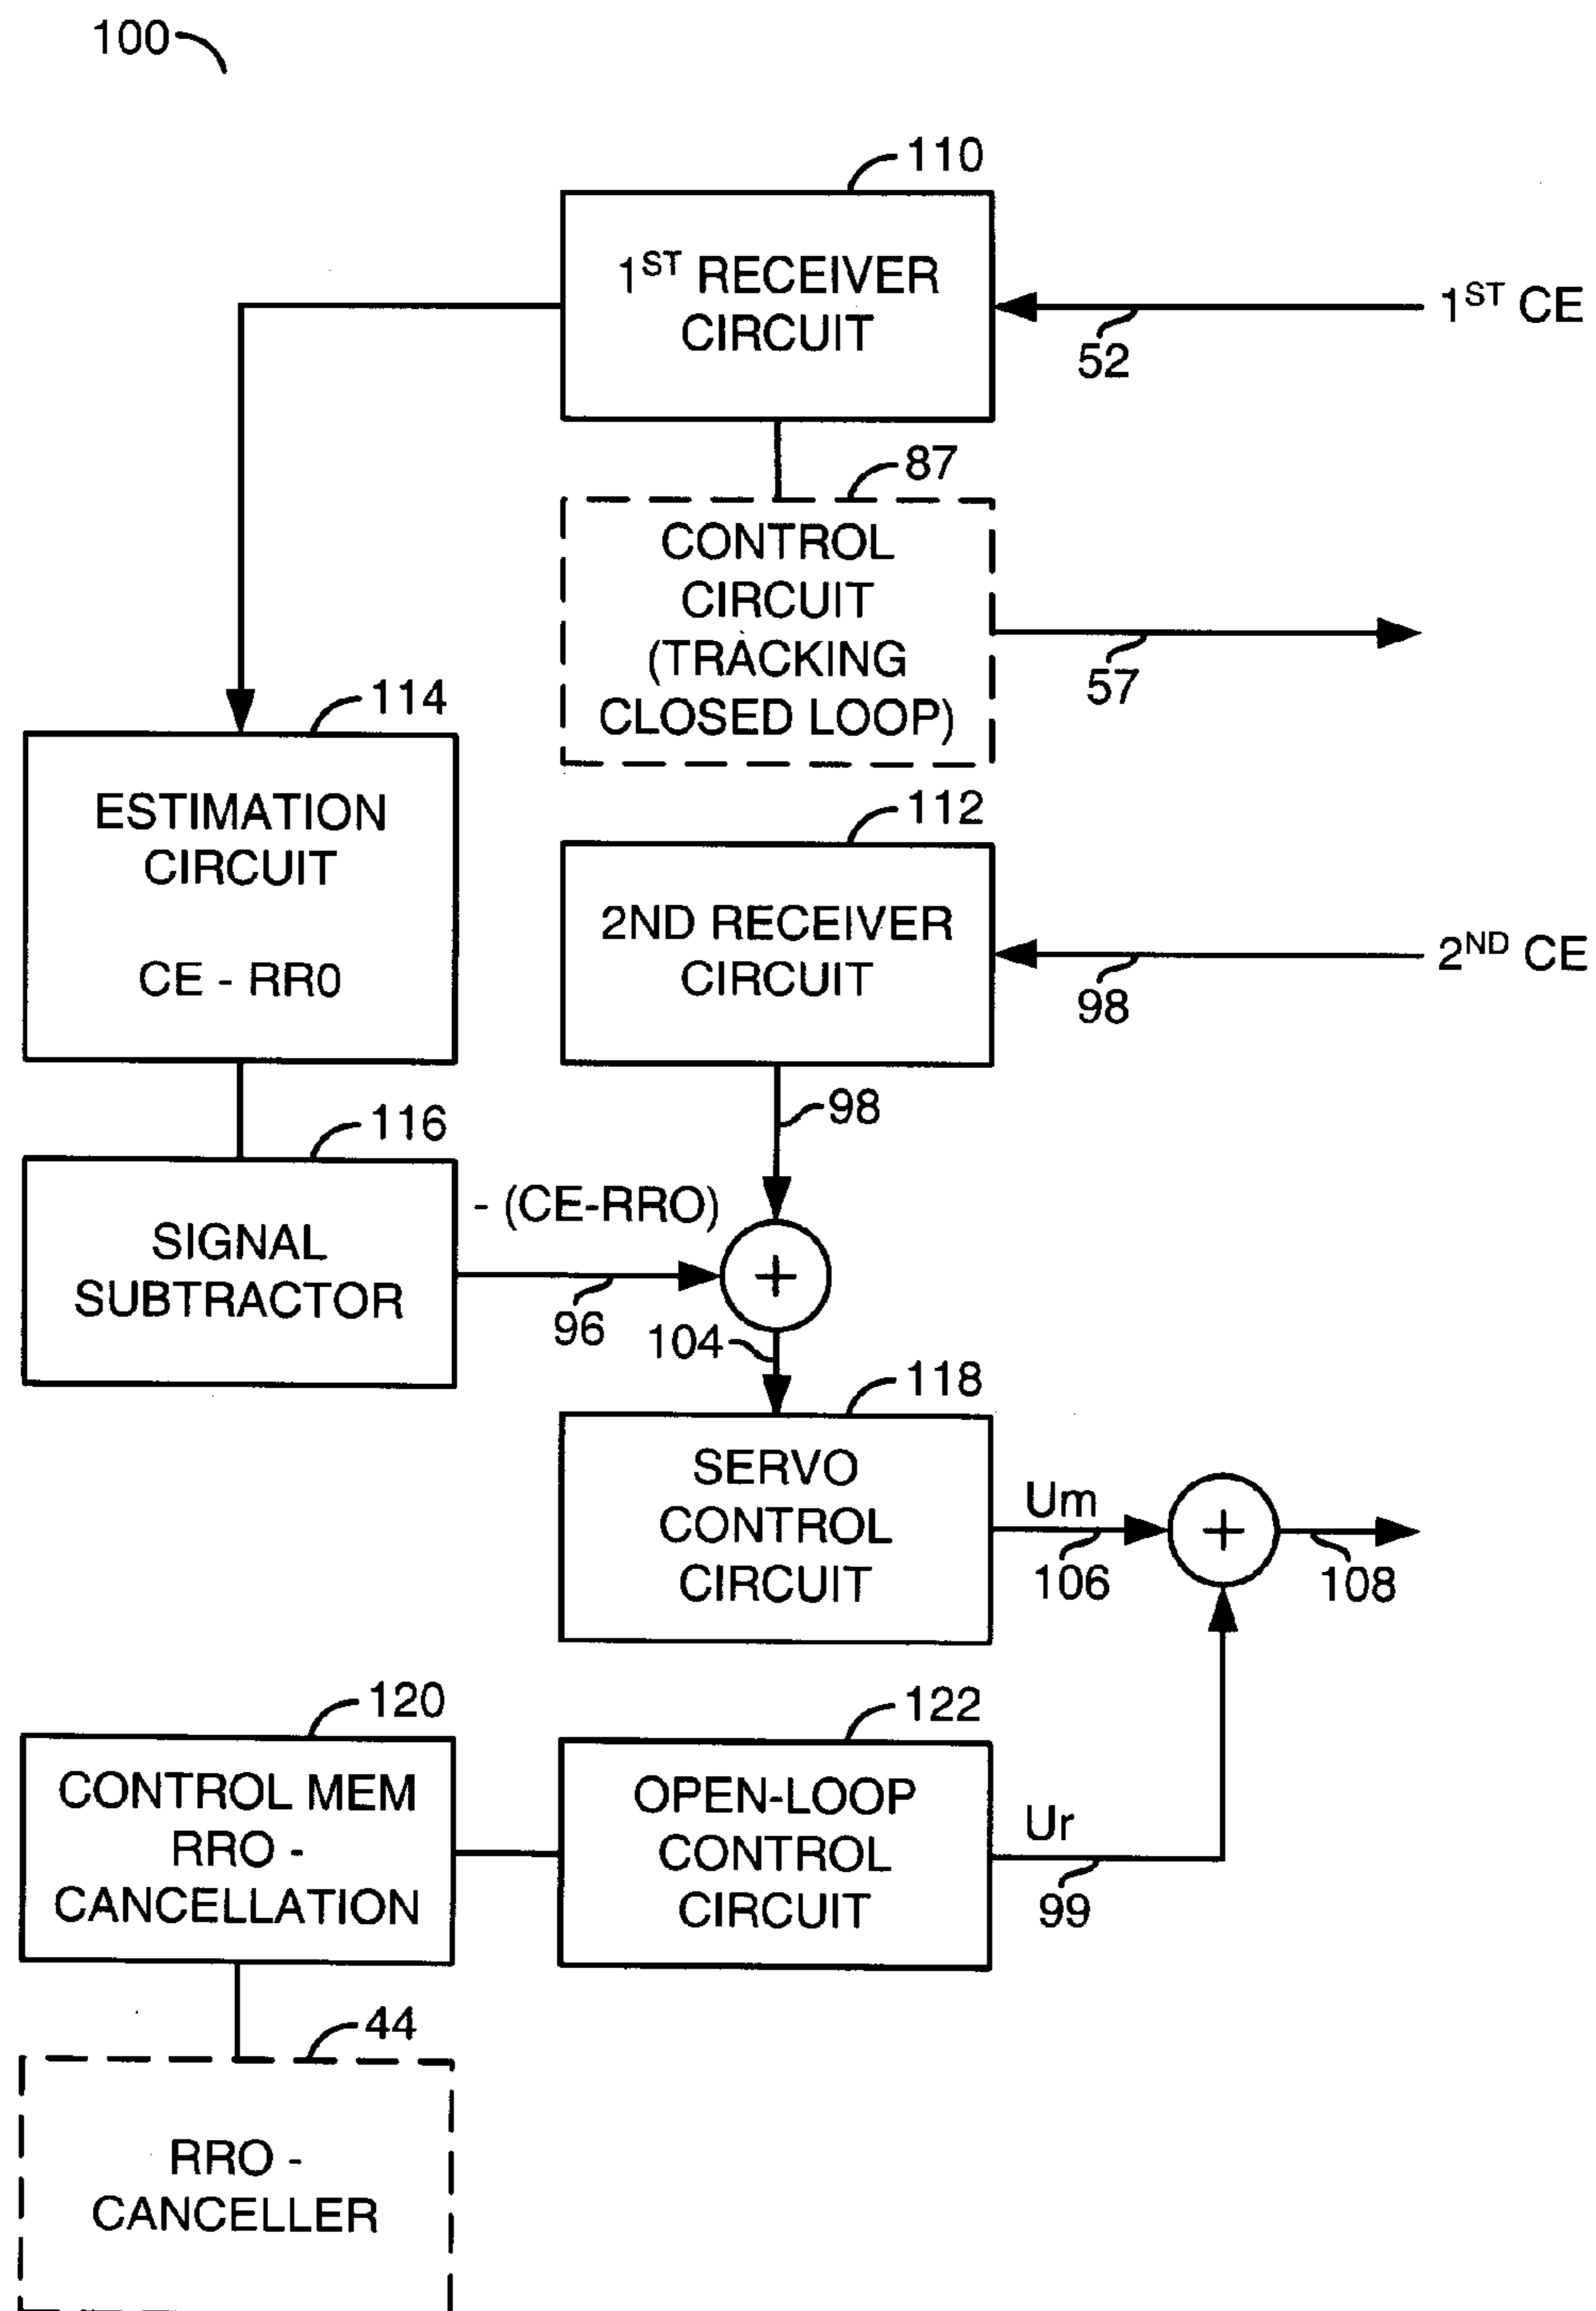 100
110
1ST RECEIVER
CIRCUIT
1ST CE
52
87
CONTROL
CIRCUIT
(TRACKING
CLOSED LOOP)
57
114
ESTIMATION
CIRCUIT
CE - RR0
112
2ND RECEIVER
CIRCUIT
2ND CE
98
98
116
SIGNAL
SUBTRACTOR
- (CE-RRO)
+
96
104
118
SERVO
CONTROL
CIRCUIT
Um
+
106
108
120
CONTROL MEM
RRO -
CANCELLATION
122
OPEN-LOOP
CONTROL
CIRCUIT
Ur
99
44
RRO -
CANCELLER